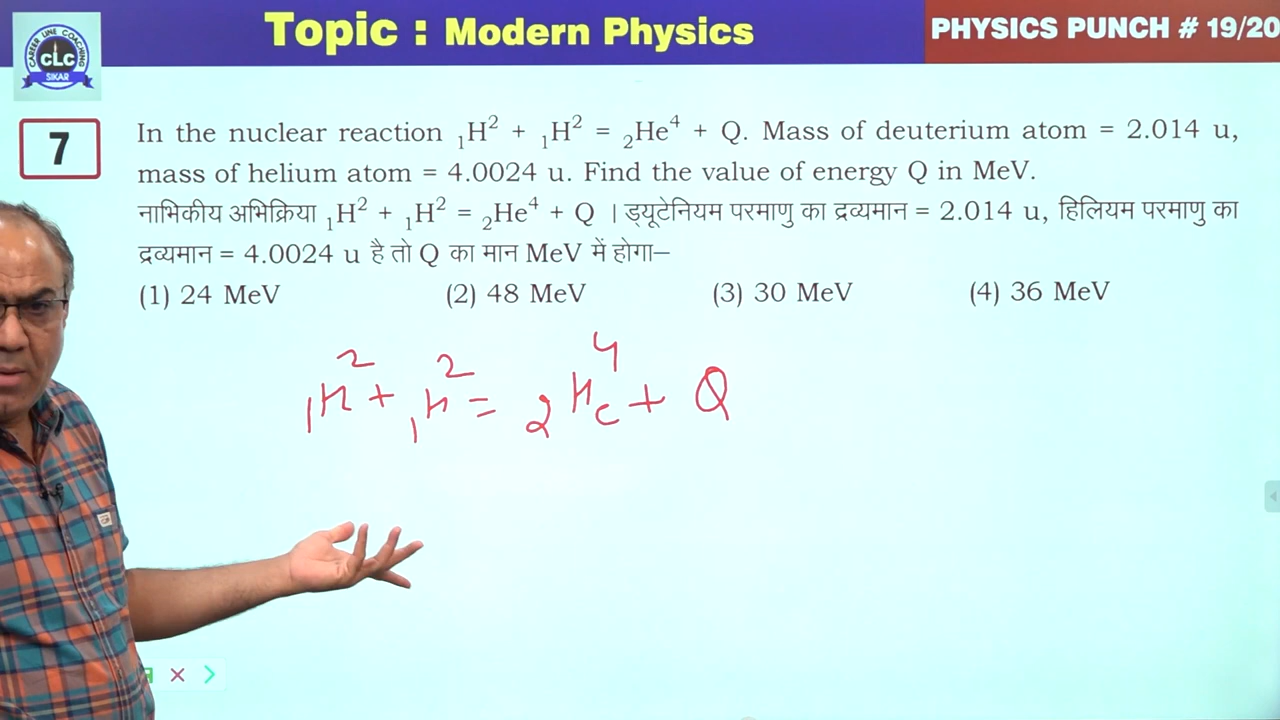 Topic : Modern Physics
PHYSICS PUNCH # 19/20
CAREER LINE COACHING
CLC
SIKAR
7
In the nuclear reaction ₁H² + ₁H² = ₂He⁴ + Q. Mass of deuterium atom = 2.014 u,
mass of helium atom = 4.0024 u. Find the value of energy Q in MeV.
नाभिकीय अभिक्रिया ₁H² + ₁H² = ₂He⁴ + Q । ड्यूटेनियम परमाणु का द्रव्यमान = 2.014 u, हिलियम परमाणु का
द्रव्यमान = 4.0024 u है तो Q का मान MeV में होगा–
(1) 24 MeV (2) 48 MeV (3) 30 MeV (4) 36 MeV
₁H² + ₁H² = ₂He⁴ + Q